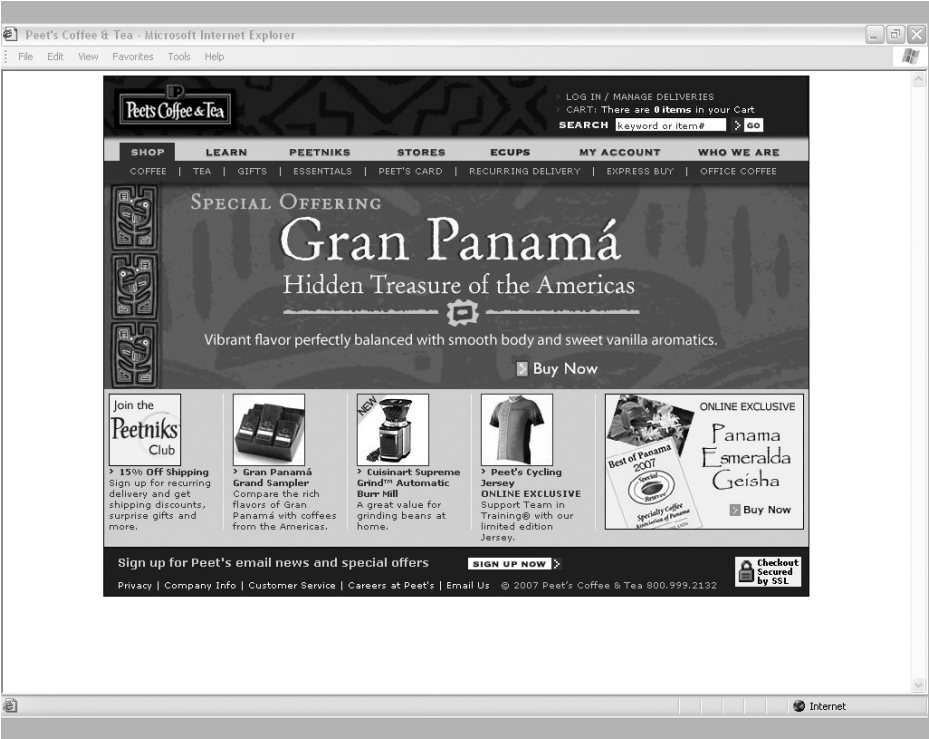 Peet's Coffee & Tea - Microsoft Internet Explorer
File Edit View Favorites Tools Help
Peet's Coffee & Tea
LOG IN / MANAGE DELIVERIES
CART: There are 0 items in your Cart
SEARCH keyword or item# GO
SHOP LEARN PEETNIKS STORES ECUPS MY ACCOUNT WHO WE ARE
COFFEE | TEA | GIFTS | ESSENTIALS | PEET'S CARD | RECURRING DELIVERY | EXPRESS BUY | OFFICE COFFEE
SPECIAL OFFERING
Gran Panamá
Hidden Treasure of the Americas
Vibrant flavor perfectly balanced with smooth body and sweet vanilla aromatics.
Buy Now
Join the
Peetniks
Club
> 15% Off Shipping
Sign up for recurring
delivery and get
shipping discounts,
surprise gifts and
more.
> Gran Panamá
Grand Sampler
Compare the rich
flavors of Gran
Panamá with coffees
from the Americas.
NEW
> Cuisinart Supreme
Grind™ Automatic
Burr Mill
A great value for
grinding beans at
home.
> Peet's Cycling
Jersey
ONLINE EXCLUSIVE
Support Team in
Training® with our
limited edition
Jersey.
Best of Panama
2007
Special
Reserve
Specialty Coffee
Association of Panama
ONLINE EXCLUSIVE
Panama
Esmeralda
Geisha
Buy Now
Sign up for Peet's email news and special offers SIGN UP NOW
Privacy | Company Info | Customer Service | Careers at Peet's | Email Us © 2007 Peet's Coffee & Tea 800.999.2132
Checkout
Secured
by SSL
Internet